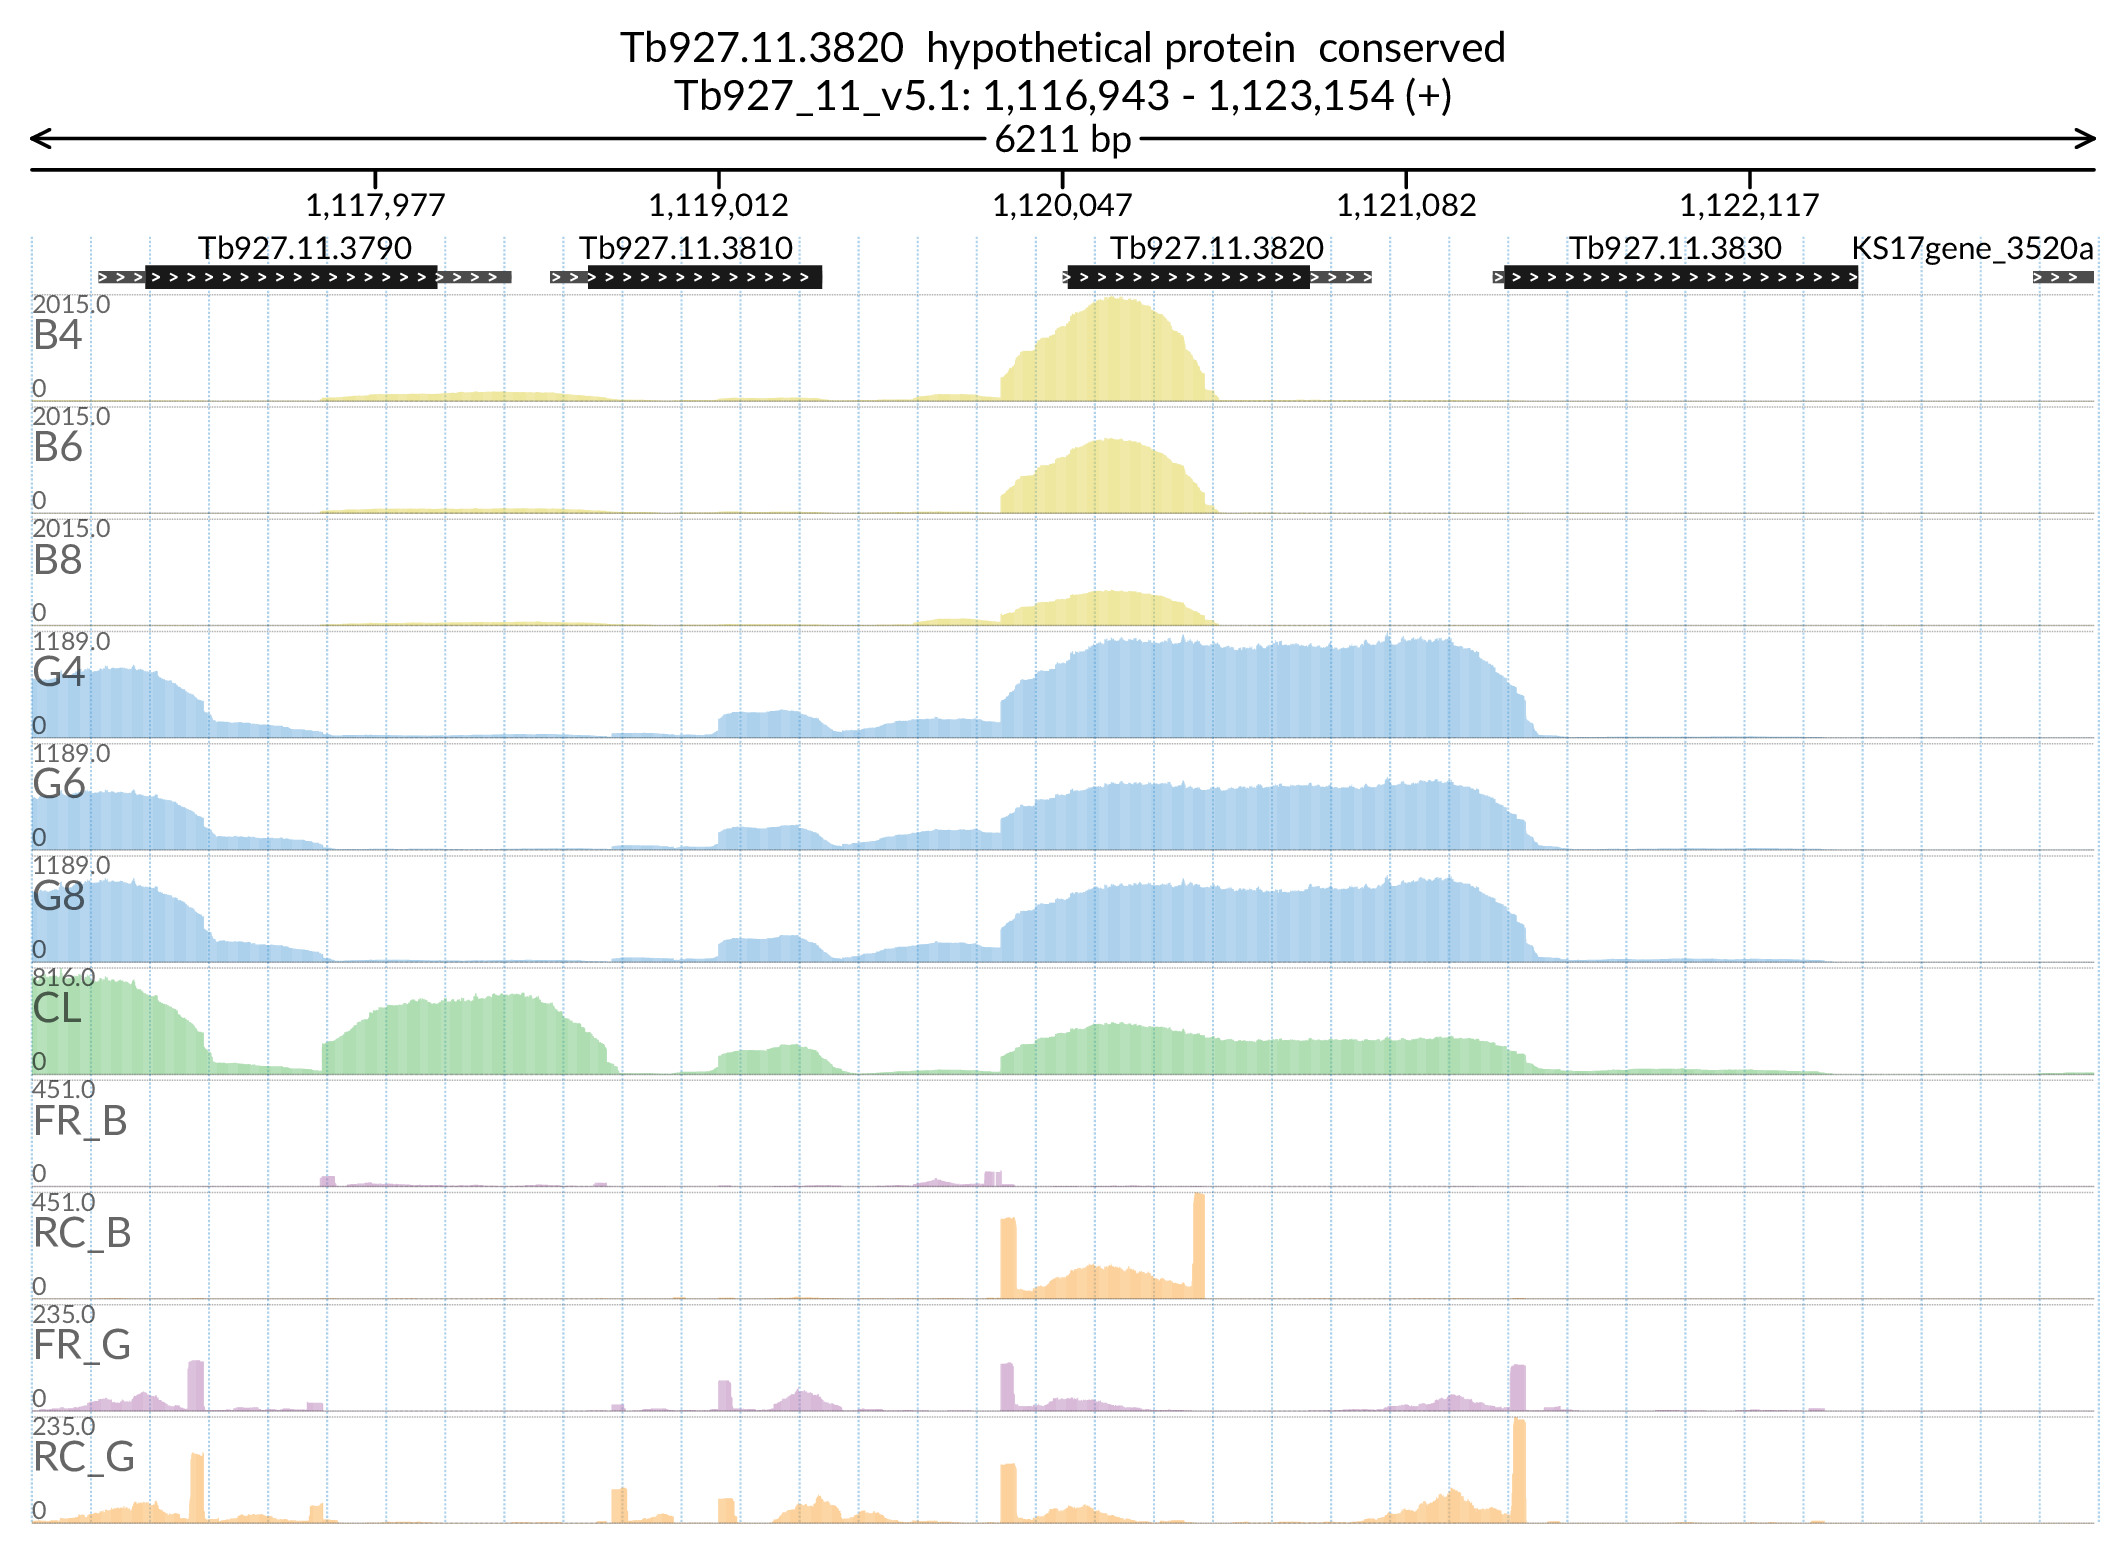 Tb927.11.3820 hypothetical protein conserved
Tb927_11_v5.1: 1,116,943 - 1,123,154 (+)
6211 bp
1,117,977 1,119,012 1,120,047 1,121,082 1,122,117
Tb927.11.3790 Tb927.11.3810 Tb927.11.3820 Tb927.11.3830 KS17gene_3520a
2015.0
B4
0
2015.0
B6
0
2015.0
B8
0
1189.0
G4
0
1189.0
G6
0
1189.0
G8
0
816.0
CL
0
451.0
FR_B
0
451.0
RC_B
0
235.0
FR_G
0
235.0
RC_G
0